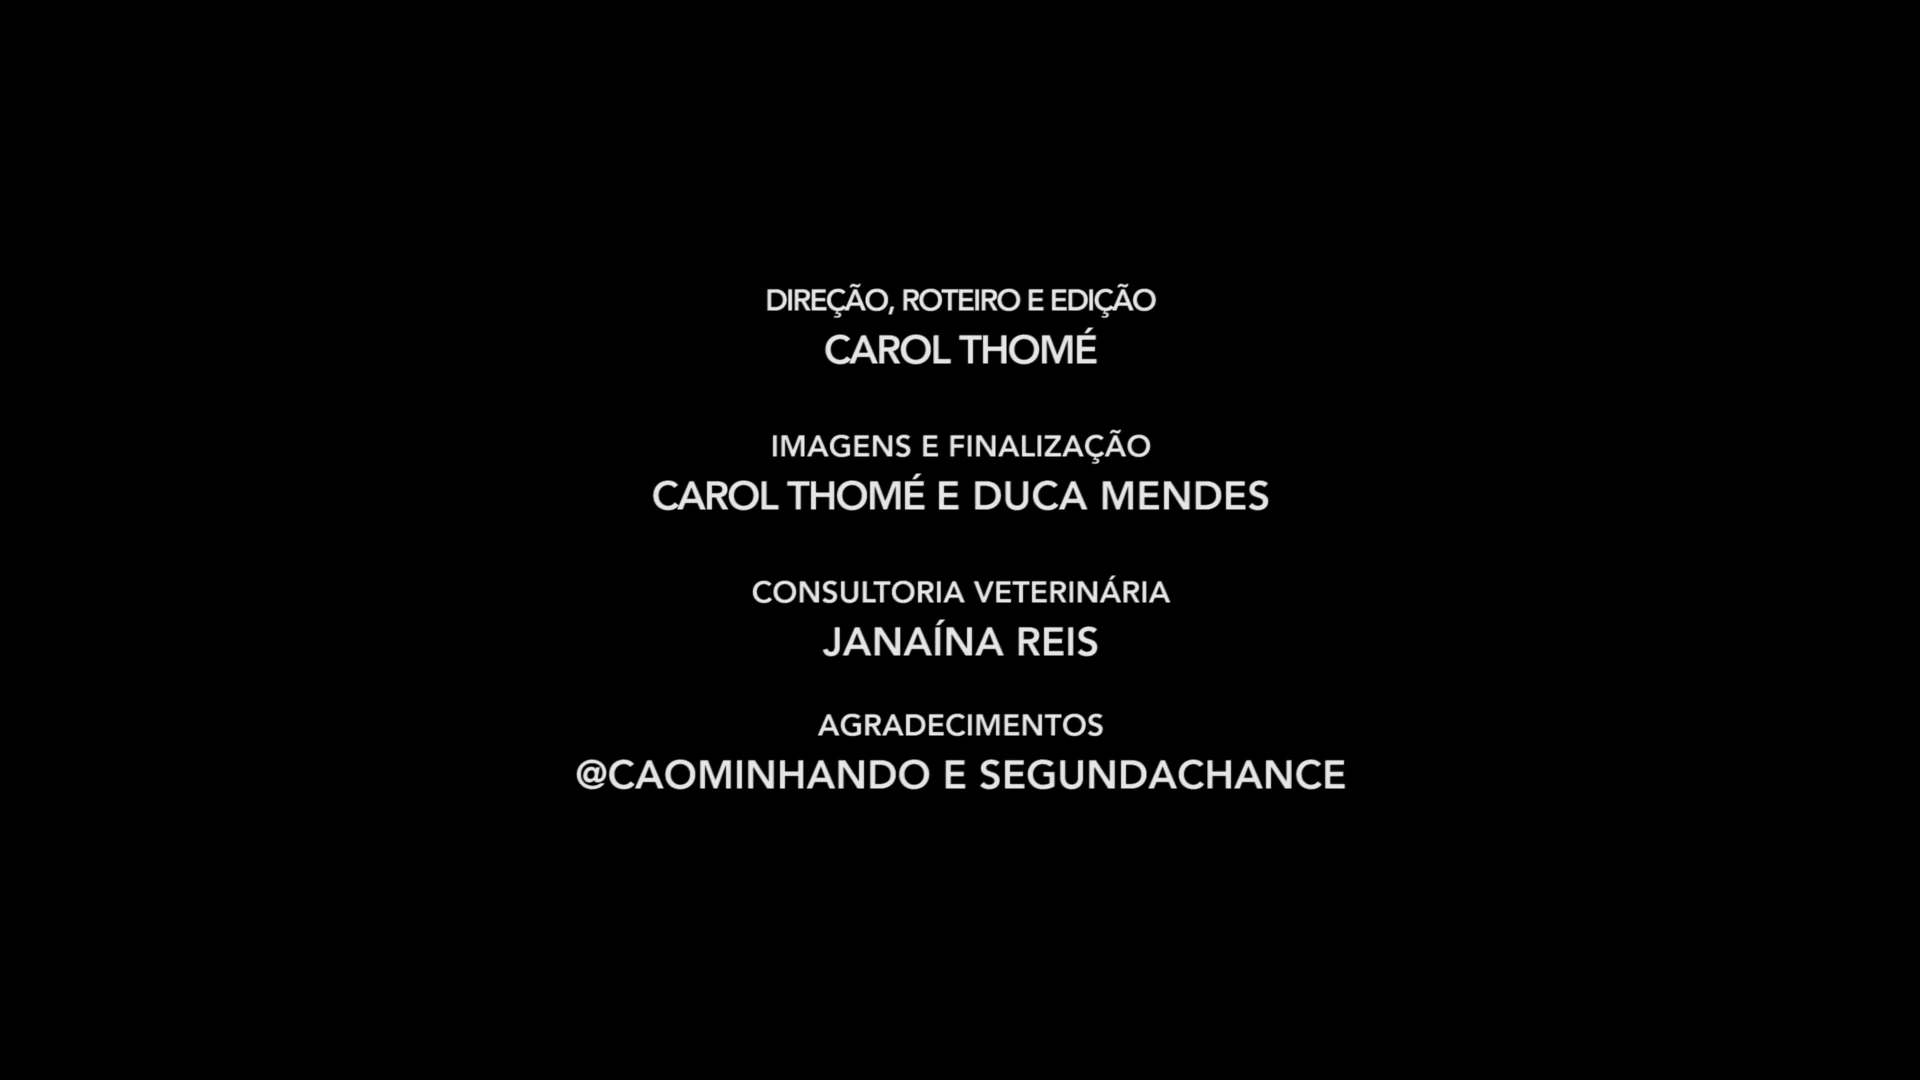 DIREÇÃO, ROTEIRO E EDIÇÃO
CAROL THOMÉ
IMAGENS E FINALIZAÇÃO
CAROL THOMÉ E DUCA MENDES
CONSULTORIA VETERINÁRIA
JANAÍNA REIS
AGRADECIMENTOS
@CAOMINHANDO E SEGUNDACHANCE